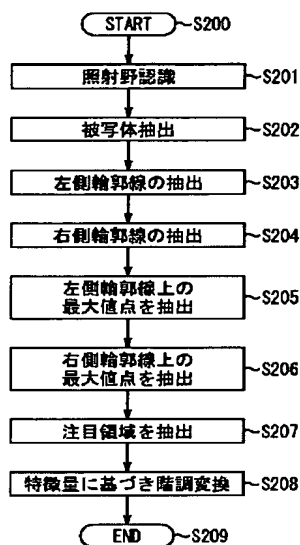 START ~S200
照射野認識 ~S201
被写体抽出 ~S202
左側輪郭線の抽出 ~S203
右側輪郭線の抽出 ~S204
左側輪郭線上の
最大値点を抽出 ~S205
右側輪郭線上の
最大値点を抽出 ~S206
注目領域を抽出 ~S207
特徴量に基づき階調変換 ~S208
END ~S209